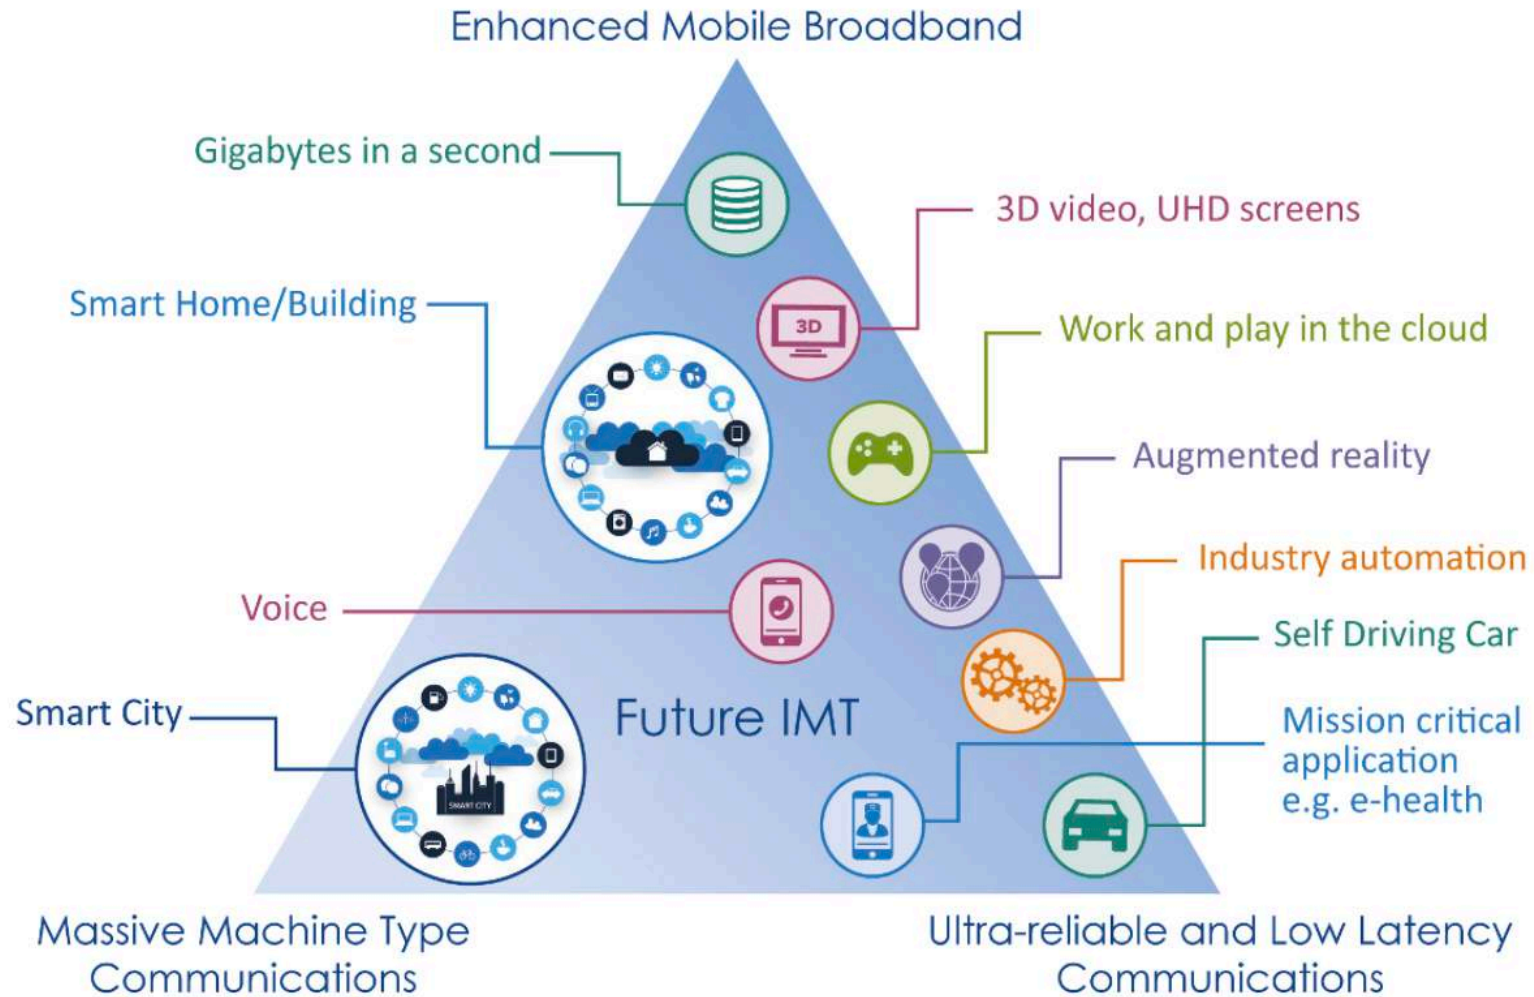 Enhanced Mobile Broadband
Gigabytes in a second
3D video, UHD screens
3D
Smart Home/Building
Work and play in the cloud
Augmented reality
Industry automation
Voice
Self Driving Car
Smart City
Future IMT
Mission critical
application
e.g. e-health
SMART CITY
Massive Machine Type
Communications
Ultra-reliable and Low Latency
Communications